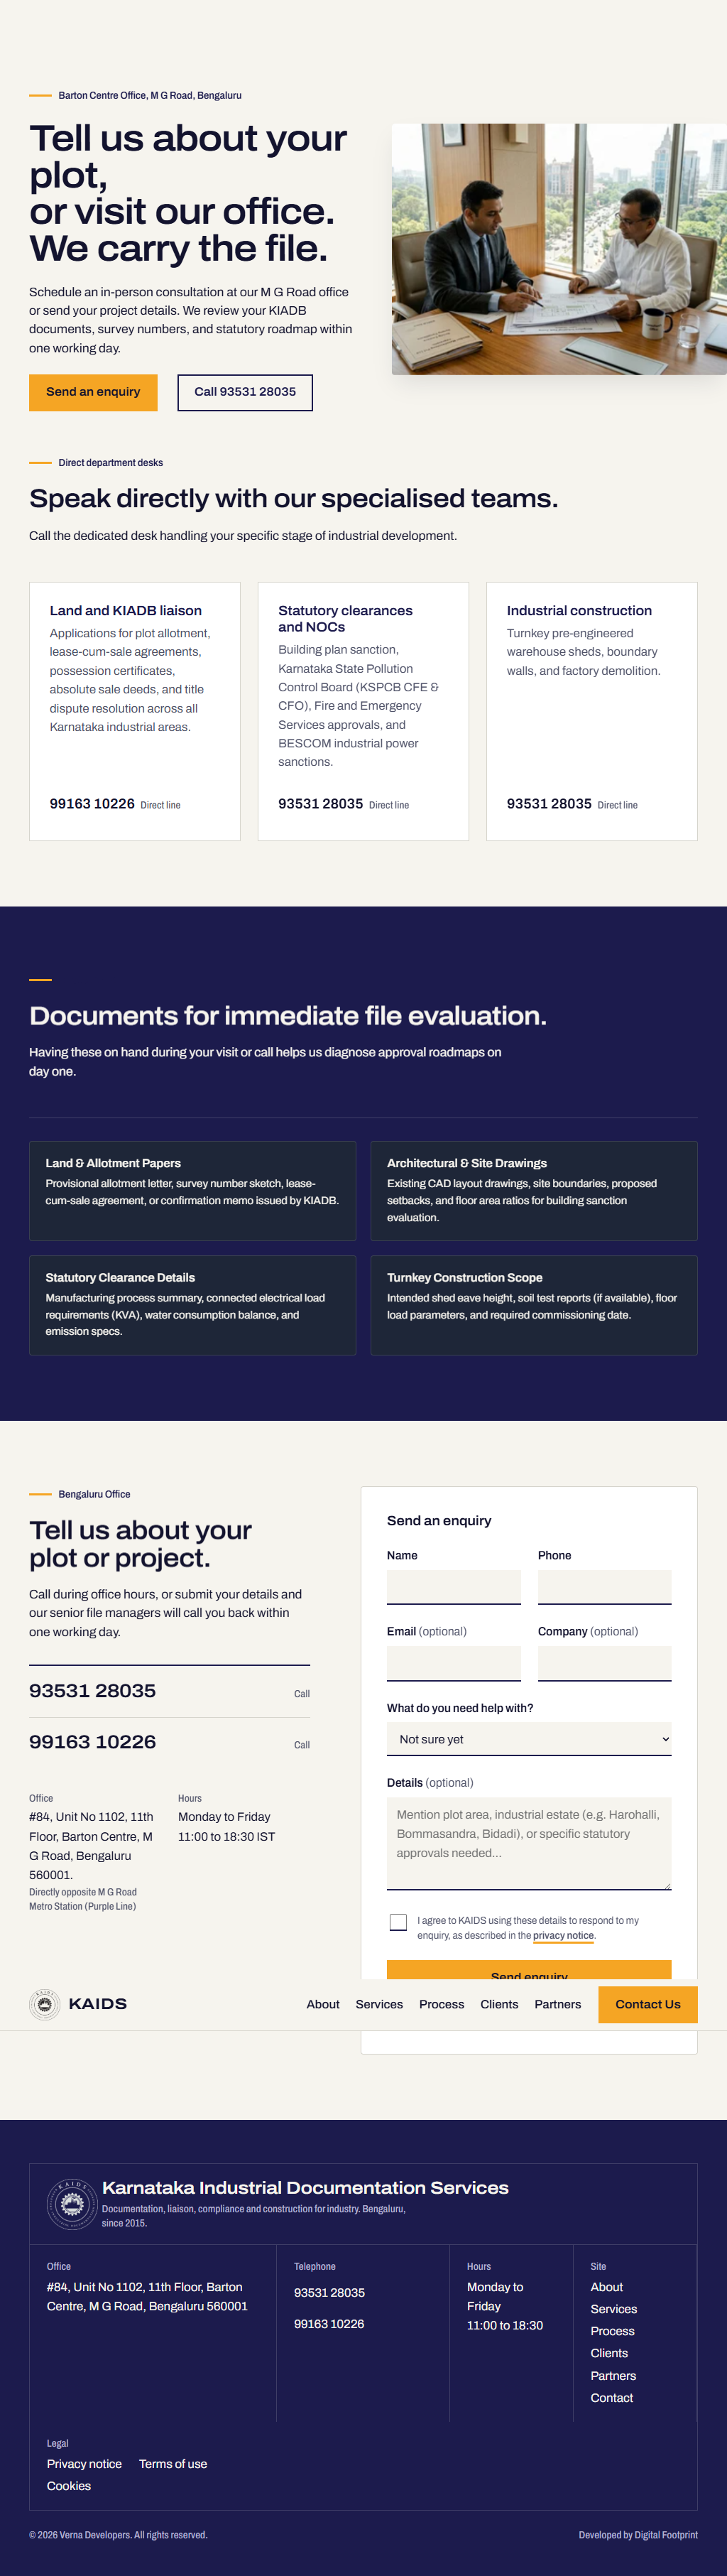 Barton Centre Office, M G Road, Bengaluru
Tell us about your
plot,
or visit our office.
We carry the file.
Schedule an in-person consultation at our M G Road office
or send your project details. We review your KIADB
documents, survey numbers, and statutory roadmap within
one working day.
Send an enquiry
Call 93531 28035
Direct department desks
Speak directly with our specialised teams.
Call the dedicated desk handling your specific stage of industrial development.
Land and KIADB liaison
Applications for plot allotment,
lease-cum-sale agreements,
possession certificates,
absolute sale deeds, and title
dispute resolution across all
Karnataka industrial areas.
99163 10226 Direct line
Statutory clearances
and NOCs
Building plan sanction,
Karnataka State Pollution
Control Board (KSPCB CFE &
CFO), Fire and Emergency
Services approvals, and
BESCOM industrial power
sanctions.
93531 28035 Direct line
Industrial construction
Turnkey pre-engineered
warehouse sheds, boundary
walls, and factory demolition.
93531 28035 Direct line
Documents for immediate file evaluation.
Having these on hand during your visit or call helps us diagnose approval roadmaps on
day one.
Land & Allotment Papers
Provisional allotment letter, survey number sketch, lease-
cum-sale agreement, or confirmation memo issued by KIADB.
Architectural & Site Drawings
Existing CAD layout drawings, site boundaries, proposed
setbacks, and floor area ratios for building sanction
evaluation.
Statutory Clearance Details
Manufacturing process summary, connected electrical load
requirements (KVA), water consumption balance, and
emission specs.
Turnkey Construction Scope
Intended shed eave height, soil test reports (if available), floor
load parameters, and required commissioning date.
Bengaluru Office
Tell us about your
plot or project.
Call during office hours, or submit your details and
our senior file managers will call you back within
one working day.
93531 28035 Call
99163 10226 Call
Office
#84, Unit No 1102, 11th
Floor, Barton Centre, M
G Road, Bengaluru
560001.
Directly opposite M G Road
Metro Station (Purple Line)
Hours
Monday to Friday
11:00 to 18:30 IST
Send an enquiry
Name
Phone
Email (optional)
Company (optional)
What do you need help with?
Not sure yet
Details (optional)
Mention plot area, industrial estate (e.g. Harohalli,
Bommasandra, Bidadi), or specific statutory
approvals needed...
I agree to KAIDS using these details to respond to my
enquiry, as described in the privacy notice.
Send enquiry
KAIDS
About
Services
Process
Clients
Partners
Contact Us
KAIDS
Karnataka Industrial Documentation Services
Documentation, liaison, compliance and construction for industry. Bengaluru,
since 2015.
Office
#84, Unit No 1102, 11th Floor, Barton
Centre, M G Road, Bengaluru 560001
Telephone
93531 28035
99163 10226
Hours
Monday to
Friday
11:00 to 18:30
Site
About
Services
Process
Clients
Partners
Contact
Legal
Privacy notice Terms of use
Cookies
© 2026 Verna Developers. All rights reserved.
Developed by Digital Footprint